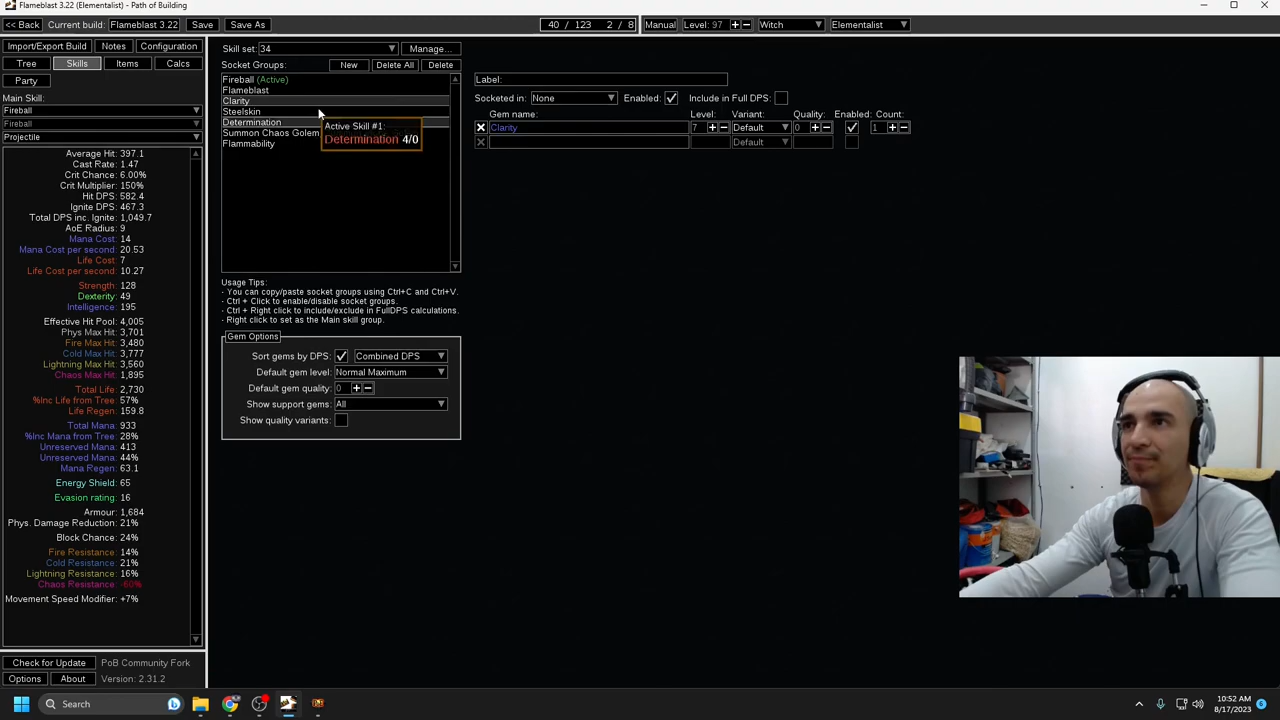 Flameblast 3.22 (Elementalist) - Path of Building
<< Back Current build: Flameblast 3.22 Save Save As 40 / 123 2 / 8 Manual Level: 97 + - Witch Elementalist
Import/Export Build Notes Configuration
Tree Skills Items Calcs
Party
Main Skill:
Fireball
Fireball
Projectile
Average Hit: 397.1
Cast Rate: 1.47
Crit Chance: 6.00%
Crit Multiplier: 150%
Hit DPS: 582.4
Ignite DPS: 467.3
Total DPS inc. Ignite: 1,049.7
AoE Radius: 9
Mana Cost: 14
Mana Cost per second: 20.53
Life Cost: 7
Life Cost per second: 10.27
Strength: 128
Dexterity: 49
Intelligence: 195
Effective Hit Pool: 4,005
Phys Max Hit: 3,701
Fire Max Hit: 3,480
Cold Max Hit: 3,777
Lightning Max Hit: 3,560
Chaos Max Hit: 1,895
Total Life: 2,730
%Inc Life from Tree: 57%
Life Regen: 159.8
Total Mana: 933
%Inc Mana from Tree: 28%
Unreserved Mana: 413
Unreserved Mana: 44%
Mana Regen: 63.1
Energy Shield: 65
Evasion rating: 16
Armour: 1,684
Phys. Damage Reduction: 21%
Block Chance: 24%
Fire Resistance: 14%
Cold Resistance: 21%
Lightning Resistance: 16%
Chaos Resistance: -60%
Movement Speed Modifier: +7%
Check for Update PoB Community Fork
Options About Version: 2.31.2
Skill set: 34 Manage...
Socket Groups: New Delete All Delete
Fireball (Active)
Flameblast
Clarity
Steelskin
Determination
Summon Chaos Golem
Flammability
Active Skill #1:
Determination 4/0
Usage Tips:
- You can copy/paste socket groups using Ctrl+C and Ctrl+V.
- Ctrl + Click to enable/disable socket groups.
- Ctrl + Right click to include/exclude in FullDPS calculations.
- Right click to set as the Main skill group.
Gem Options
Sort gems by DPS: Combined DPS
Default gem level: Normal Maximum
Default gem quality: 0 + -
Show support gems: All
Show quality variants:
Label:
Socketed in: None Enabled: Include in Full DPS:
Gem name: Level: Variant: Quality: Enabled: Count:
Clarity 7 + - Default 0 + - 1 + -
Default
Search 10:52 AM
8/17/2023 6